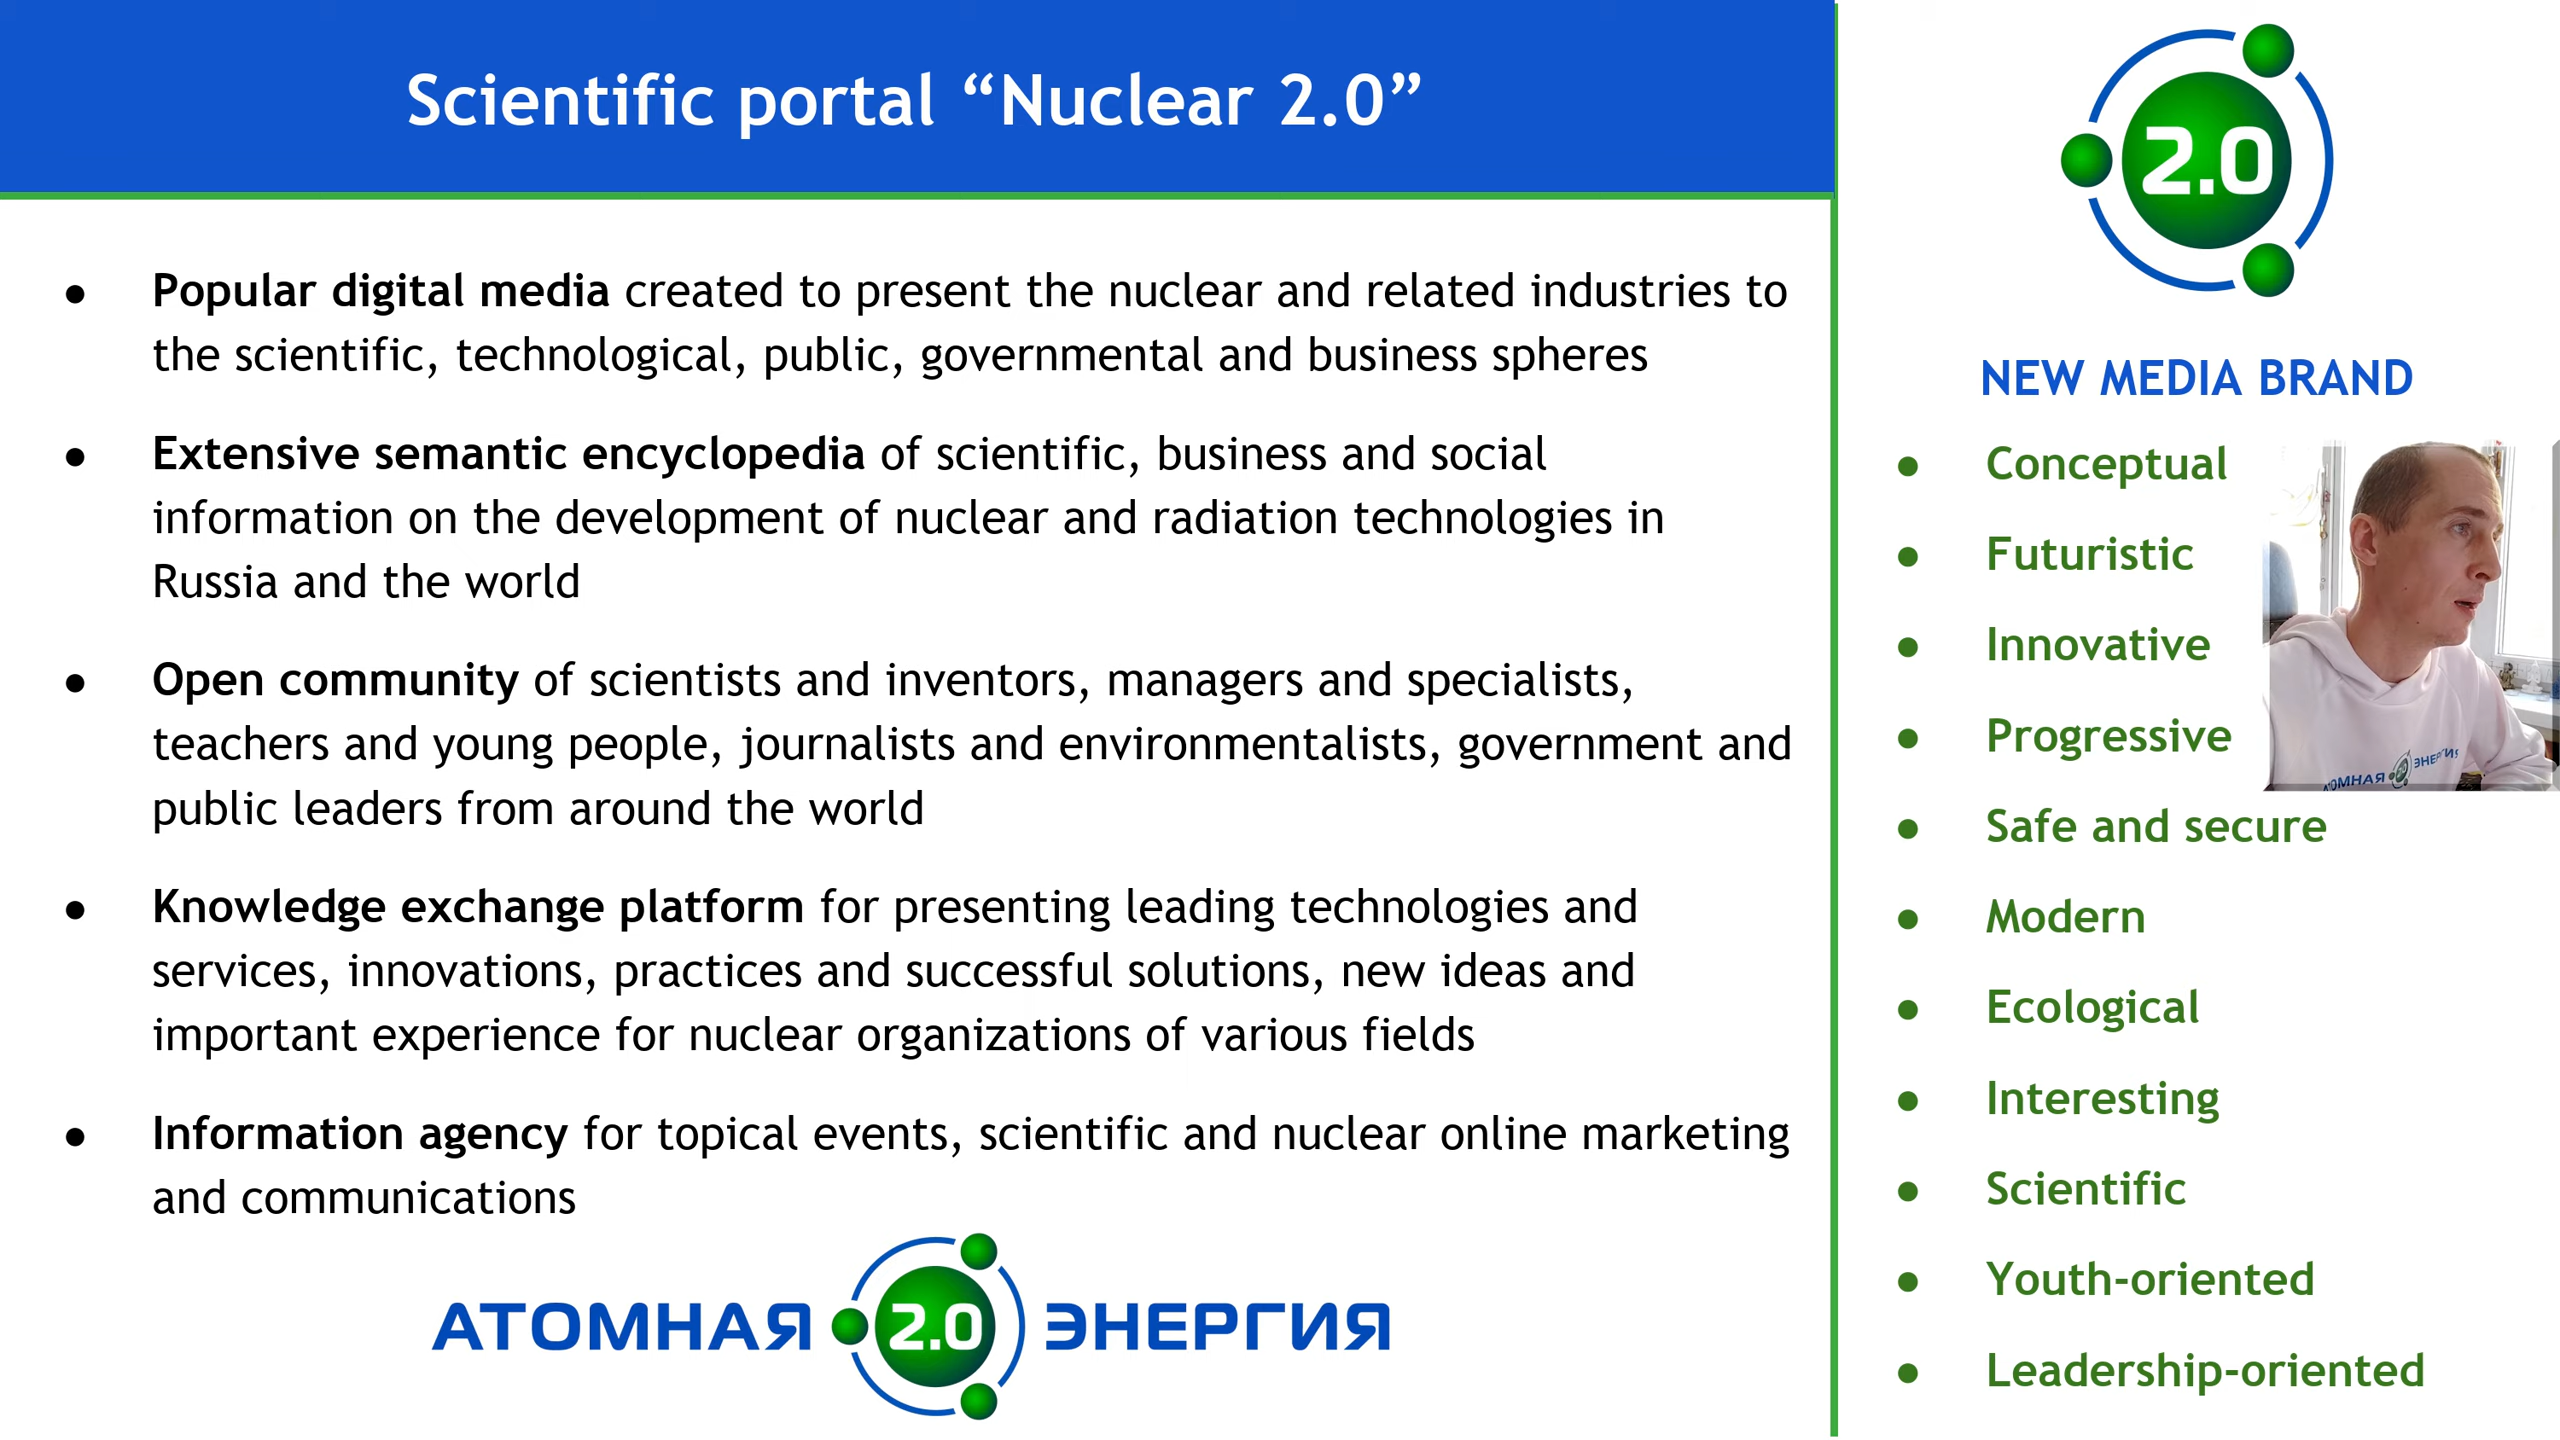 Scientific portal “Nuclear 2.0”
● Popular digital media created to present the nuclear and related industries to
the scientific, technological, public, governmental and business spheres
● Extensive semantic encyclopedia of scientific, business and social
information on the development of nuclear and radiation technologies in
Russia and the world
● Open community of scientists and inventors, managers and specialists,
teachers and young people, journalists and environmentalists, government and
public leaders from around the world
● Knowledge exchange platform for presenting leading technologies and
services, innovations, practices and successful solutions, new ideas and
important experience for nuclear organizations of various fields
● Information agency for topical events, scientific and nuclear online marketing
and communications
АТОМНАЯ 2.0 ЭНЕРГИЯ
2.0
NEW MEDIA BRAND
● Conceptual
● Futuristic
● Innovative
● Progressive
● Safe and secure
● Modern
● Ecological
● Interesting
● Scientific
● Youth-oriented
● Leadership-oriented
АТОМНАЯ ЭНЕРГИЯ